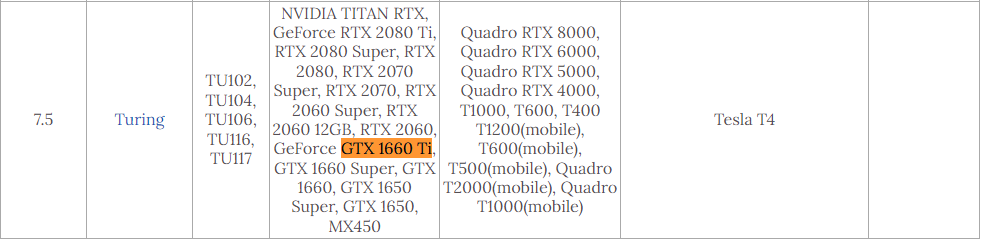 7.5
Turing
TU102,
TU104,
TU106,
TU116,
TU117
NVIDIA TITAN RTX,
GeForce RTX 2080 Ti,
RTX 2080 Super, RTX
2080, RTX 2070
Super, RTX 2070, RTX
2060 Super, RTX
2060 12GB, RTX 2060,
GeForce GTX 1660 Ti,
GTX 1660 Super, GTX
1660, GTX 1650
Super, GTX 1650,
MX450
Quadro RTX 8000,
Quadro RTX 6000,
Quadro RTX 5000,
Quadro RTX 4000,
T1000, T600, T400
T1200(mobile),
T600(mobile),
T500(mobile), Quadro
T2000(mobile), Quadro
T1000(mobile)
Tesla T4